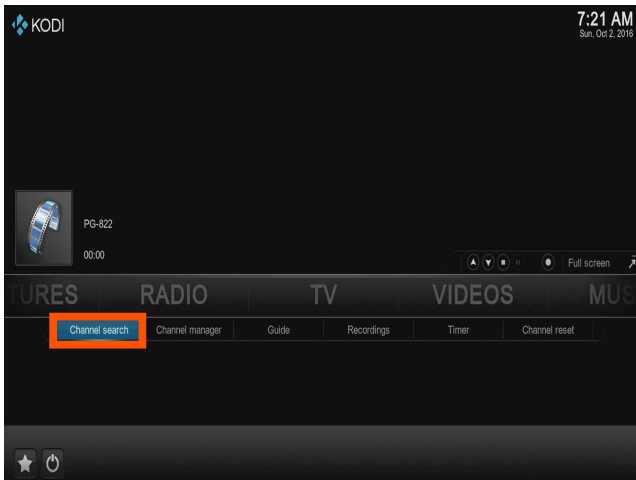 KODI
7:21 AM
Sun, Oct 2, 2016
PG-822
00:00
Full screen
TURES RADIO TV VIDEOS MUS
Channel search Channel manager Guide Recordings Timer Channel reset